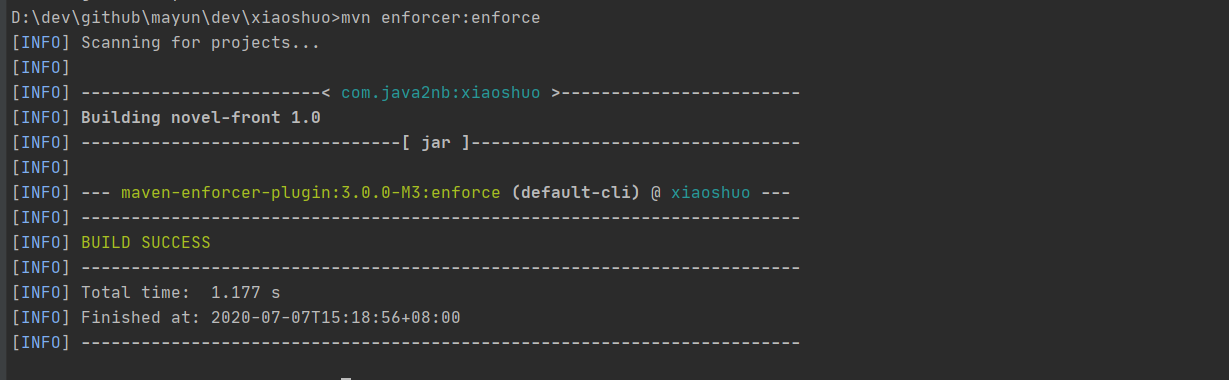 D:\dev\github\mayun\dev\xiaoshuo>mvn enforcer:enforce
[INFO] Scanning for projects...
[INFO]
[INFO] ------------------------< com.java2nb:xiaoshuo >------------------------
[INFO] Building novel-front 1.0
[INFO] --------------------------------[ jar ]---------------------------------
[INFO]
[INFO] --- maven-enforcer-plugin:3.0.0-M3:enforce (default-cli) @ xiaoshuo ---
[INFO] ------------------------------------------------------------------------
[INFO] BUILD SUCCESS
[INFO] ------------------------------------------------------------------------
[INFO] Total time:  1.177 s
[INFO] Finished at: 2020-07-07T15:18:56+08:00
[INFO] ------------------------------------------------------------------------